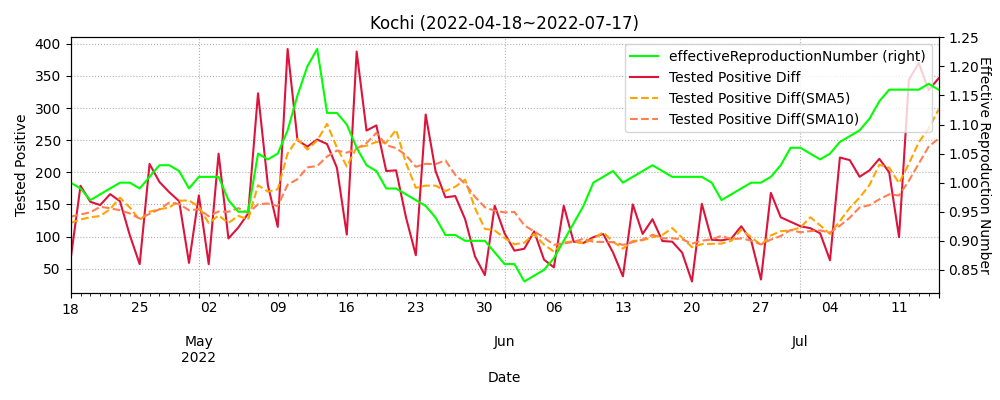 Kochi (2022-04-18~2022-07-17)
400
350
300
250
200
150
100
50
Tested Positive
1.25
1.20
1.15
1.10
1.05
1.00
0.95
0.90
0.85
Effective Reproduction Number
effectiveReproductionNumber (right)
Tested Positive Diff
Tested Positive Diff(SMA5)
Tested Positive Diff(SMA10)
18 25 02 09 16 23 30 06 13 20 27 04 11
May Jun Jul
2022
Date